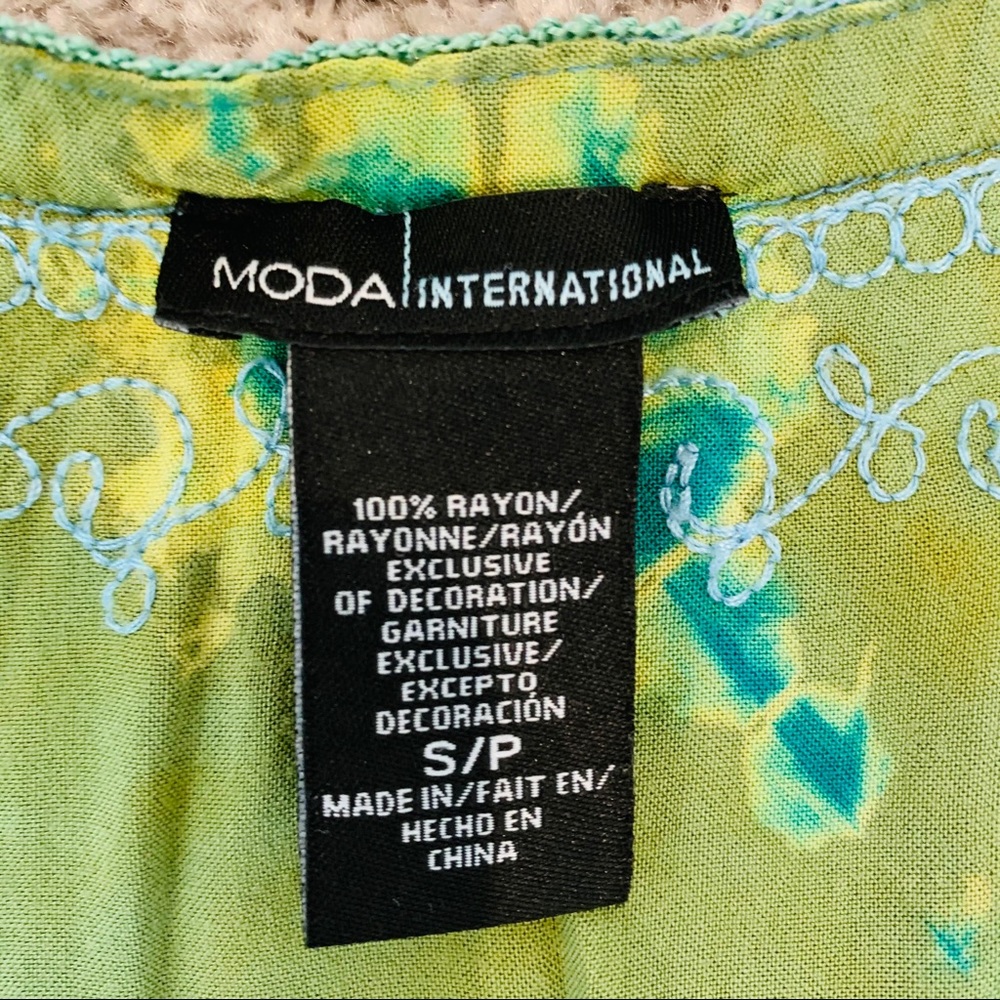 MODA INTERNATIONAL
100% RAYON/
RAYONNE/RAYÓN
EXCLUSIVE
OF DECORATION/
GARNITURE
EXCLUSIVE/
EXCEPTO
DECORACIÓN
S/P
MADE IN/FAIT EN/
HECHO EN
CHINA